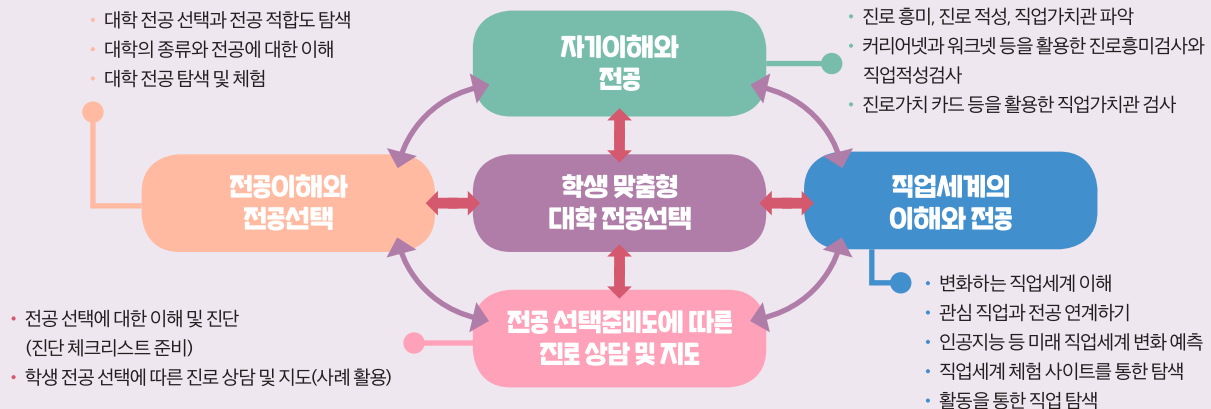 • 대학 전공 선택과 전공 적합도 탐색
• 대학의 종류와 전공에 대한 이해
• 대학 전공 탐색 및 체험
자기이해와
전공
• 진로 흥미, 진로 적성, 직업가치관 파악
• 커리어넷과 워크넷 등을 활용한 진로흥미검사와
직업적성검사
• 진로가치 카드 등을 활용한 직업가치관 검사
전공이해와
전공선택
학생 맞춤형
대학 전공선택
직업세계의
이해와 전공
• 전공 선택에 대한 이해 및 진단
(진단 체크리스트 준비)
• 학생 전공 선택에 따른 진로 상담 및 지도(사례 활용)
전공 선택준비도에 따른
진로 상담 및 지도
• 변화하는 직업세계 이해
• 관심 직업과 전공 연계하기
• 인공지능 등 미래 직업세계 변화 예측
• 직업세계 체험 사이트를 통한 탐색
• 활동을 통한 직업 탐색